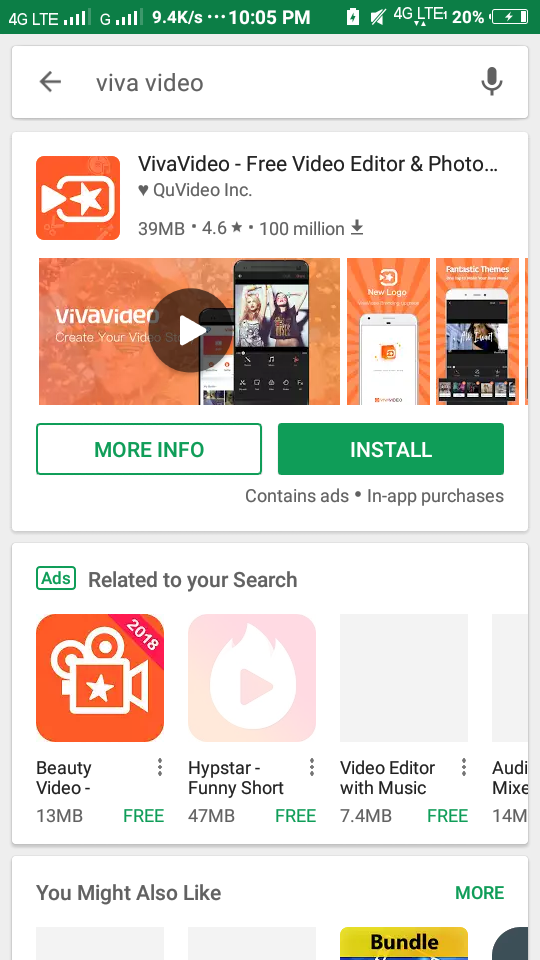 4G LTE G 9.4K/s ··· 10:05 PM 4G LTE1 20%
viva video
VivaVideo - Free Video Editor & Photo...
♥ QuVideo Inc.
39MB • 4.6 ★ • 100 million
VivaVideo
Create Your Video St
New Logo
Fantastic Themes
VIVAVIDEO
MORE INFO
INSTALL
Contains ads • In-app purchases
Ads Related to your Search
2018
Beauty
Video -
13MB FREE
Hypstar -
Funny Short
47MB FREE
Video Editor
with Music
7.4MB FREE
Audi
Mixe
14M
You Might Also Like MORE
Bundle